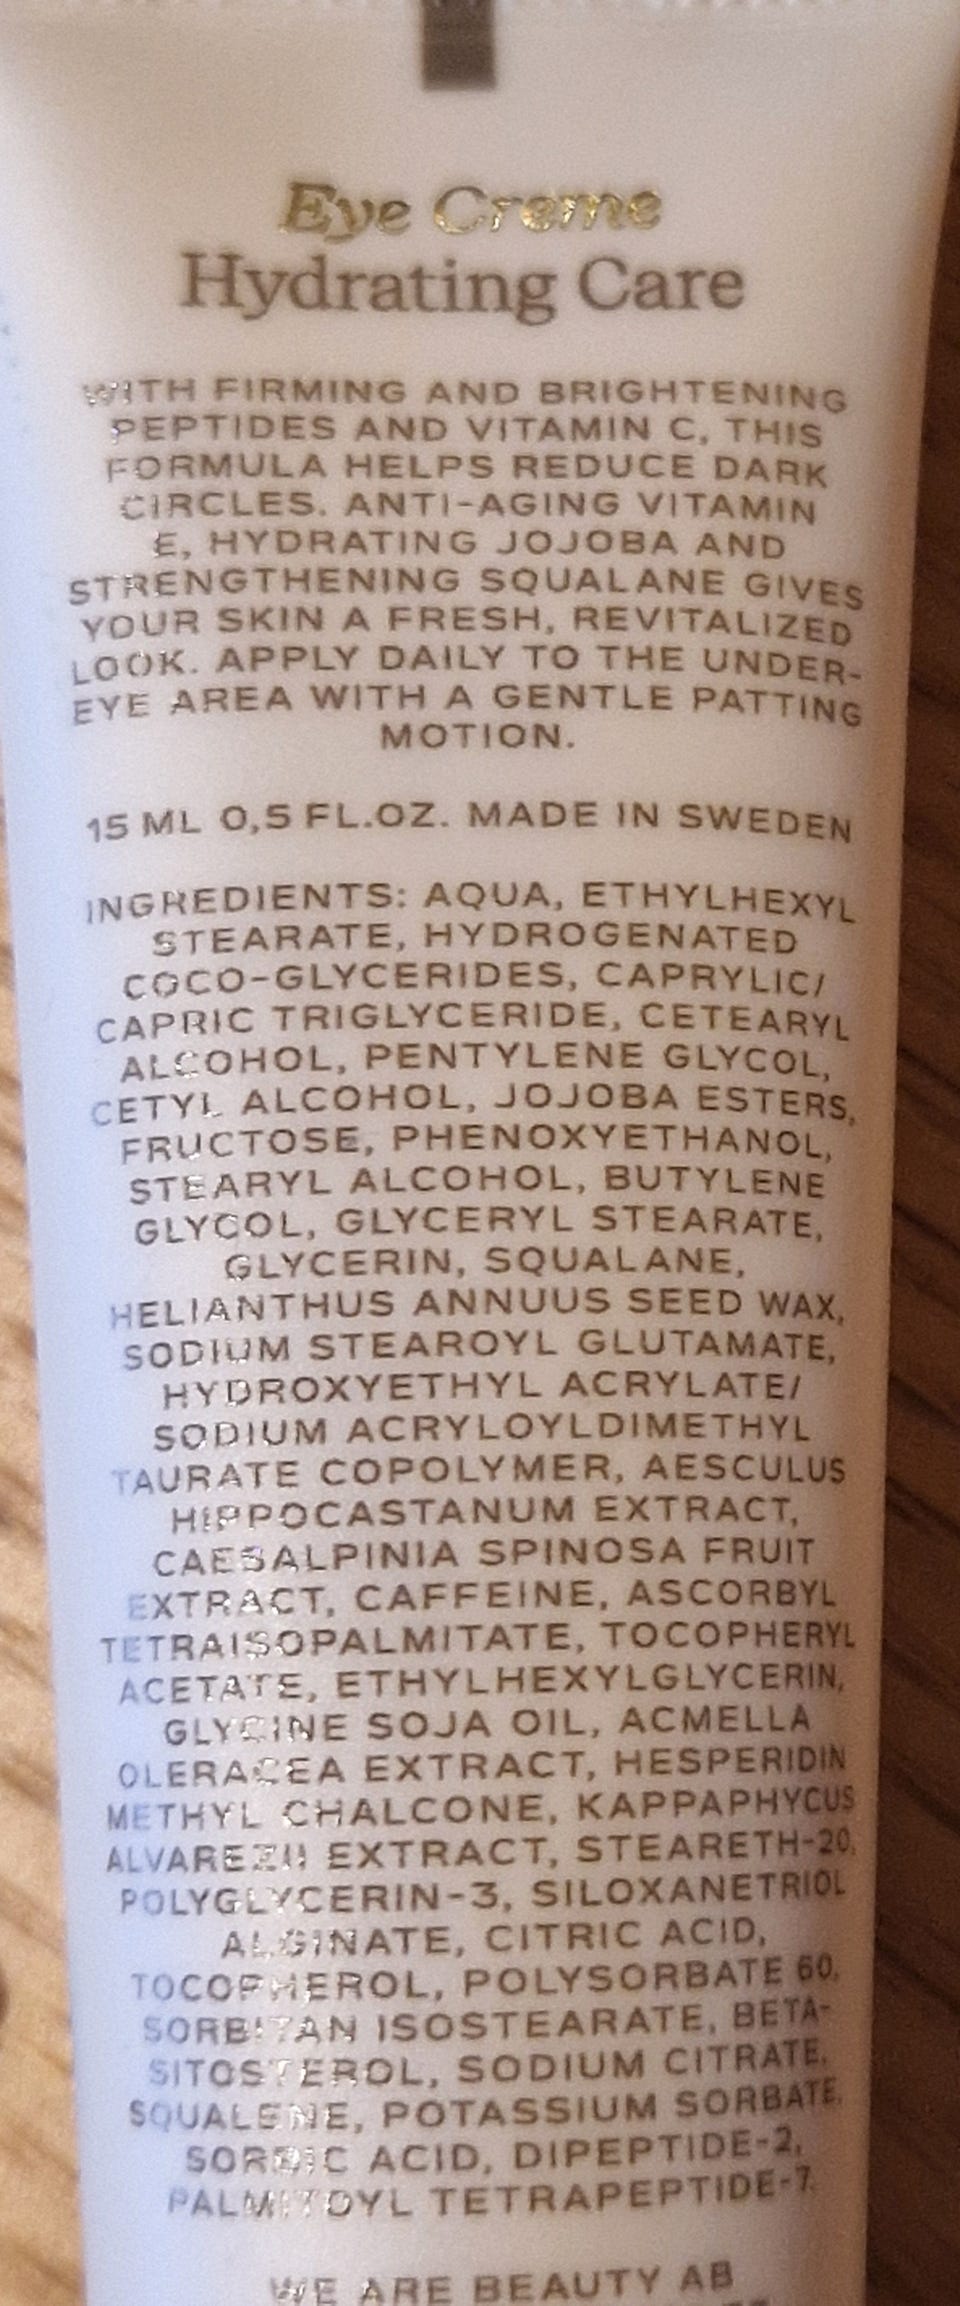 Eye Creme
Hydrating Care
WITH FIRMING AND BRIGHTENING
PEPTIDES AND VITAMIN C, THIS
FORMULA HELPS REDUCE DARK
CIRCLES. ANTI-AGING VITAMIN
E, HYDRATING JOJOBA AND
STRENGTHENING SQUALANE GIVES
YOUR SKIN A FRESH, REVITALIZED
LOOK. APPLY DAILY TO THE UNDER-
EYE AREA WITH A GENTLE PATTING
MOTION.
15 ML 0,5 FL.OZ. MADE IN SWEDEN
INGREDIENTS: AQUA, ETHYLHEXYL
STEARATE, HYDROGENATED
COCO-GLYCERIDES, CAPRYLIC/
CAPRIC TRIGLYCERIDE, CETEARYL
ALCOHOL, PENTYLENE GLYCOL,
CETYL ALCOHOL, JOJOBA ESTERS,
FRUCTOSE, PHENOXYETHANOL,
STEARYL ALCOHOL, BUTYLENE
GLYCOL, GLYCERYL STEARATE,
GLYCERIN, SQUALANE,
HELIANTHUS ANNUUS SEED WAX,
SODIUM STEAROYL GLUTAMATE,
HYDROXYETHYL ACRYLATE/
SODIUM ACRYLOYLDIMETHYL
TAURATE COPOLYMER, AESCULUS
HIPPOCASTANUM EXTRACT,
CAESALPINIA SPINOSA FRUIT
EXTRACT, CAFFEINE, ASCORBYL
TETRAISOPALMITATE, TOCOPHERYL
ACETATE, ETHYLHEXYLGLYCERIN,
GLYCINE SOJA OIL, ACMELLA
OLERACEA EXTRACT, HESPERIDIN
METHYL CHALCONE, KAPPAPHYCUS
ALVAREZII EXTRACT, STEARETH-20,
POLYGLYCERIN-3, SILOXANETRIOL
ALGINATE, CITRIC ACID,
TOCOPHEROL, POLYSORBATE 60,
SORBITAN ISOSTEARATE, BETA-
SITOSTEROL, SODIUM CITRATE,
SQUALENE, POTASSIUM SORBATE,
SORBIC ACID, DIPEPTIDE-2,
PALMITOYL TETRAPEPTIDE-7
WE ARE BEAUTY AB